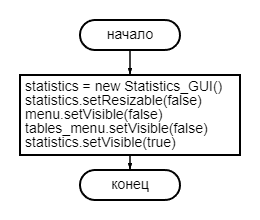 начало
statistics = new Statistics_GUI()
statistics.setResizable(false)
menu.setVisible(false)
tables_menu.setVisible(false)
statistics.setVisible(true)
конец